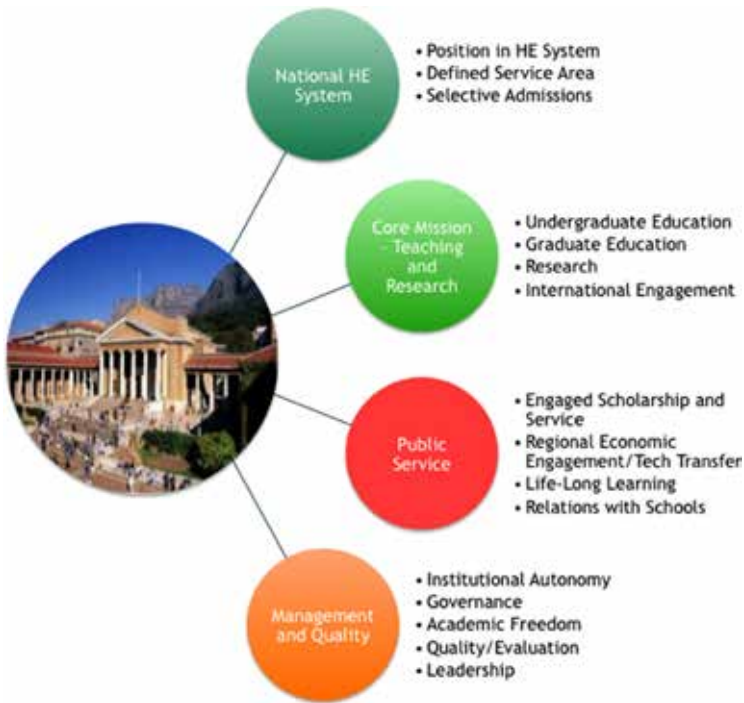 National HE
System
• Position in HE System
• Defined Service Area
• Selective Admissions
Core Mission
- Teaching
and
Research
• Undergraduate Education
• Graduate Education
• Research
• International Engagement
Public
Service
• Engaged Scholarship and
Service
• Regional Economic
Engagement/Tech Transfer
• Life-Long Learning
• Relations with Schools
Management
and Quality
• Institutional Autonomy
• Governance
• Academic Freedom
• Quality/Evaluation
• Leadership